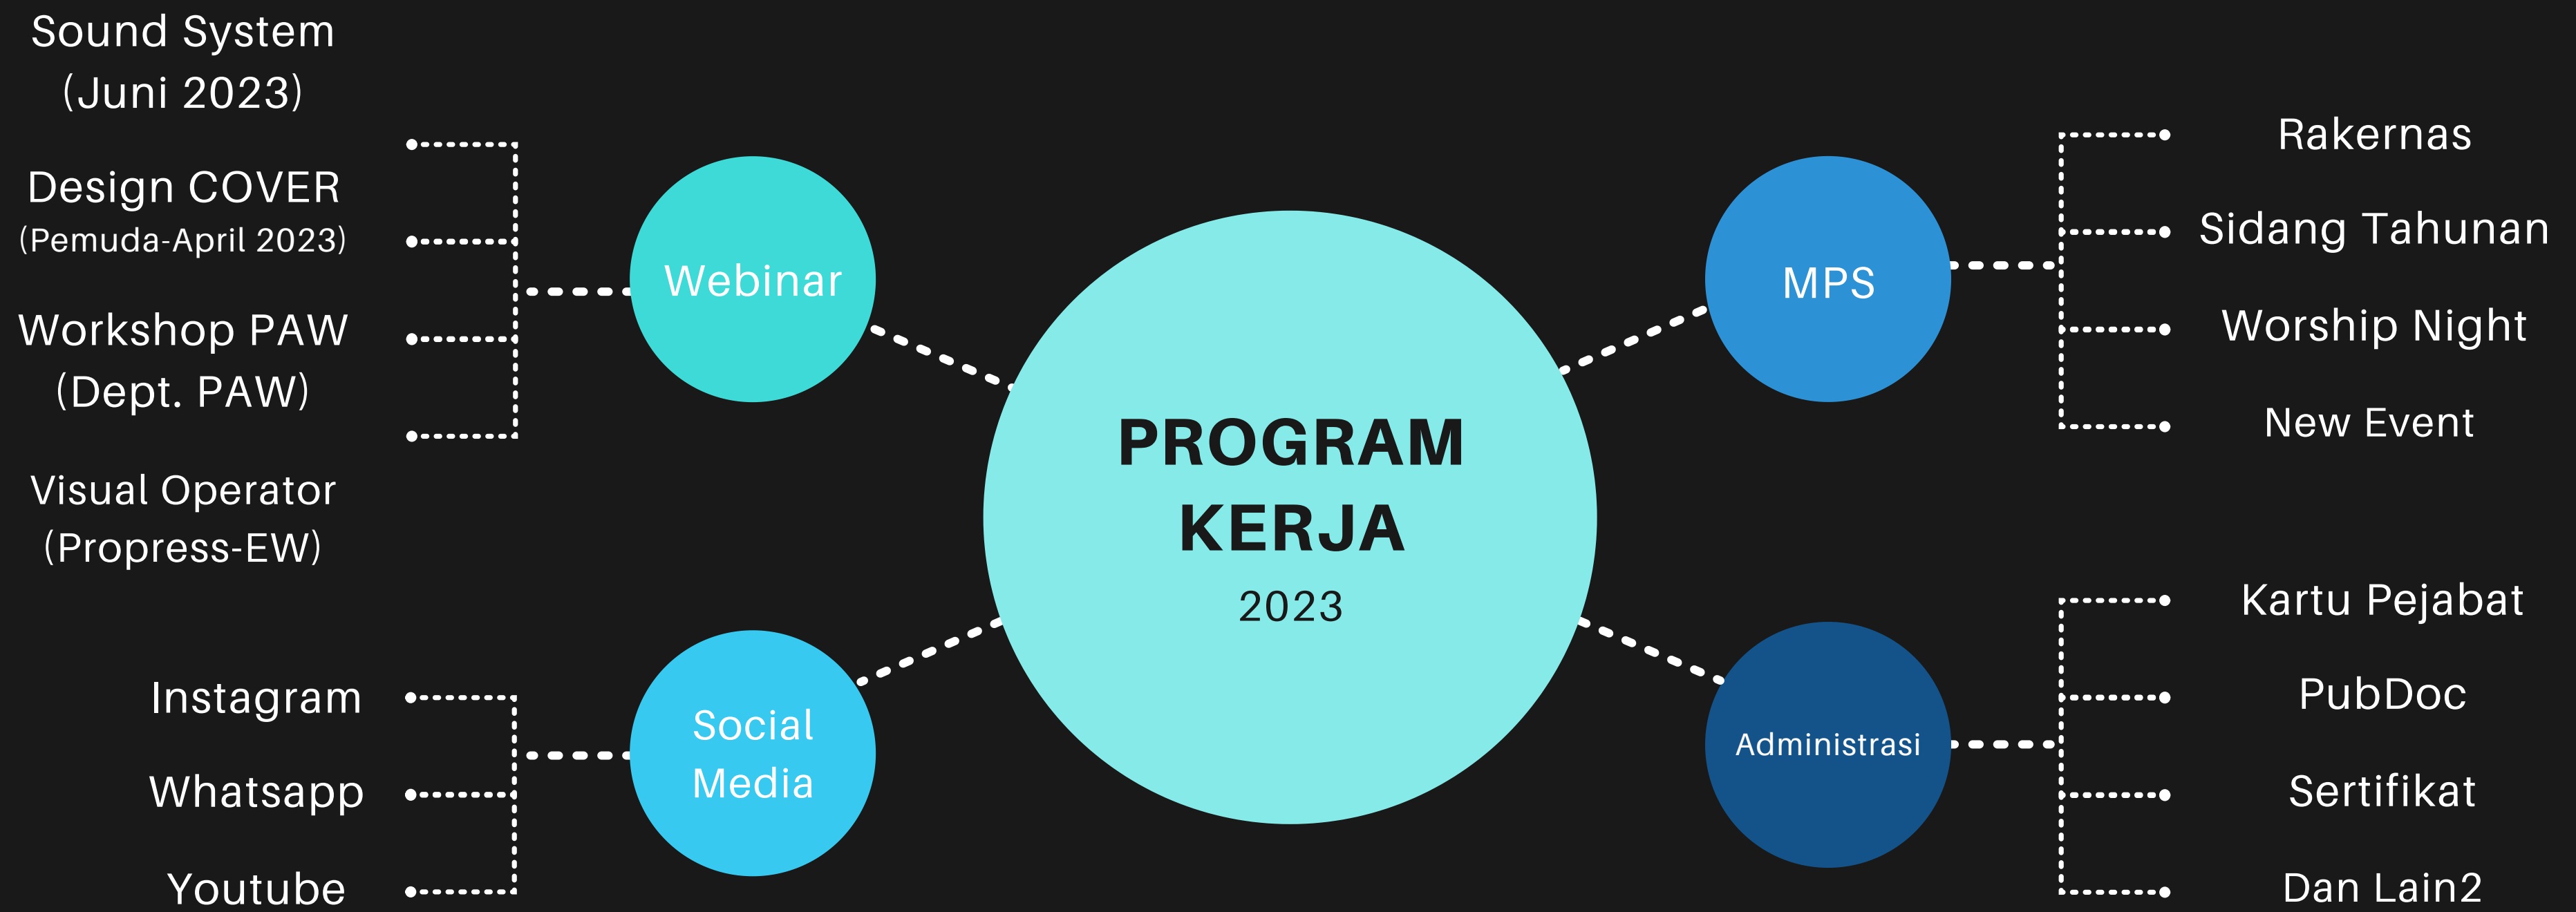 Sound System
(Juni 2023)
Design COVER
(Pemuda-April 2023)
Workshop PAW
(Dept. PAW)
Visual Operator
(Propress-EW)
Webinar
Instagram
Whatsapp
Youtube
Social
Media
PROGRAM
KERJA
2023
MPS
Rakernas
Sidang Tahunan
Worship Night
New Event
Administrasi
Kartu Pejabat
PubDoc
Sertifikat
Dan Lain2